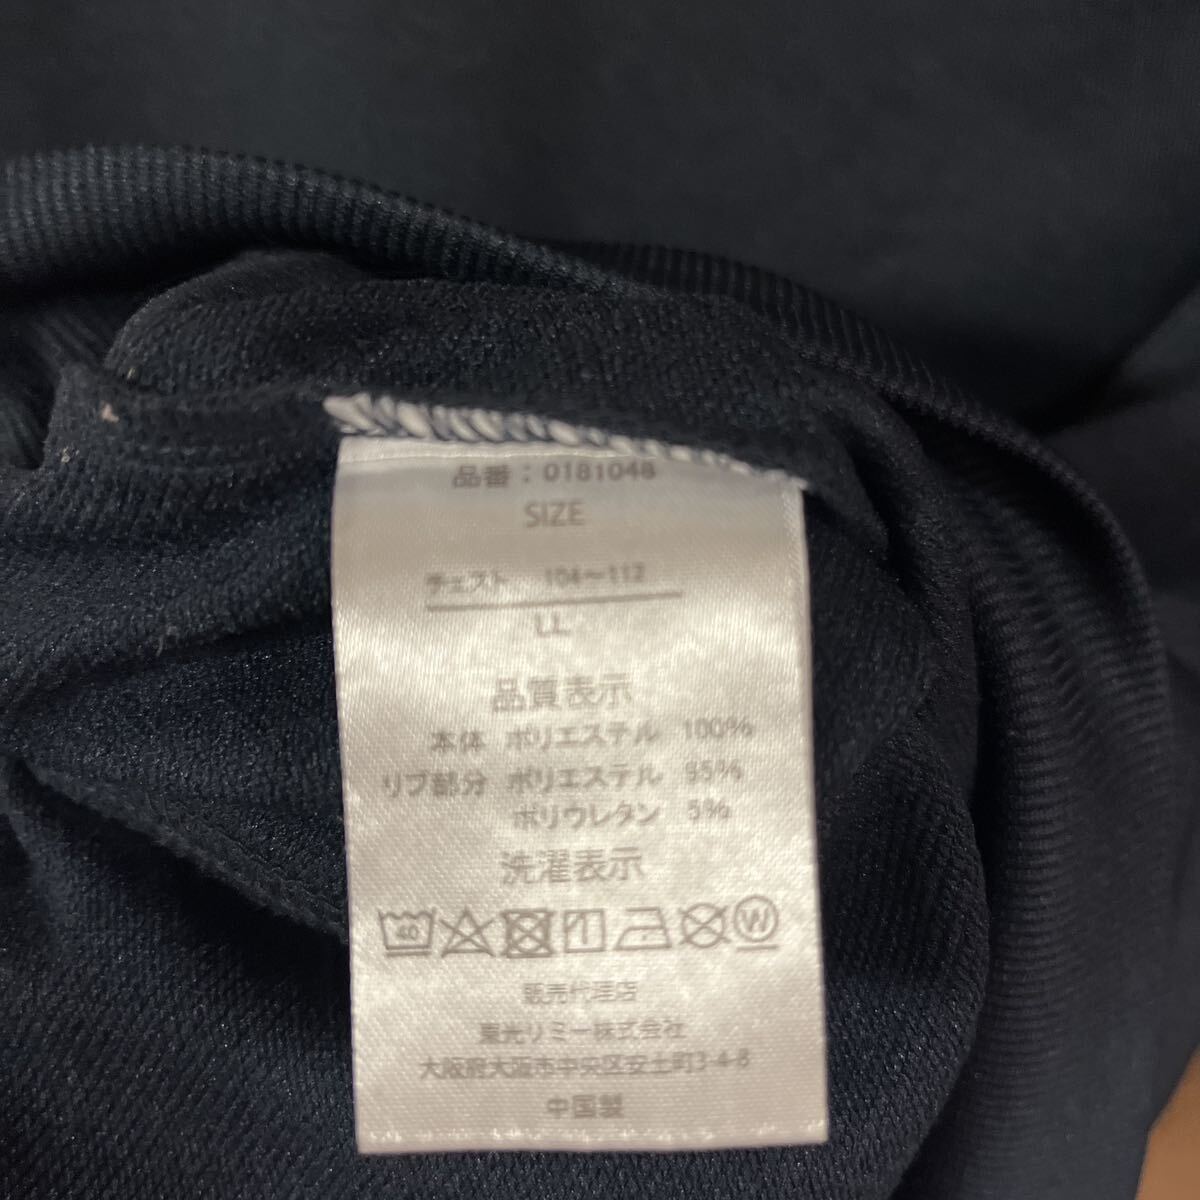 品番：0181048
SIZE
チェスト 104〜112
LL
品質表示
本体 ポリエステル 100%
リブ部分 ポリエステル 95%
ポリウレタン 5%
洗濯表示
40 W
販売代理店
東光リミー株式会社
大阪府大阪市中央区安土町3-4-8
中国製